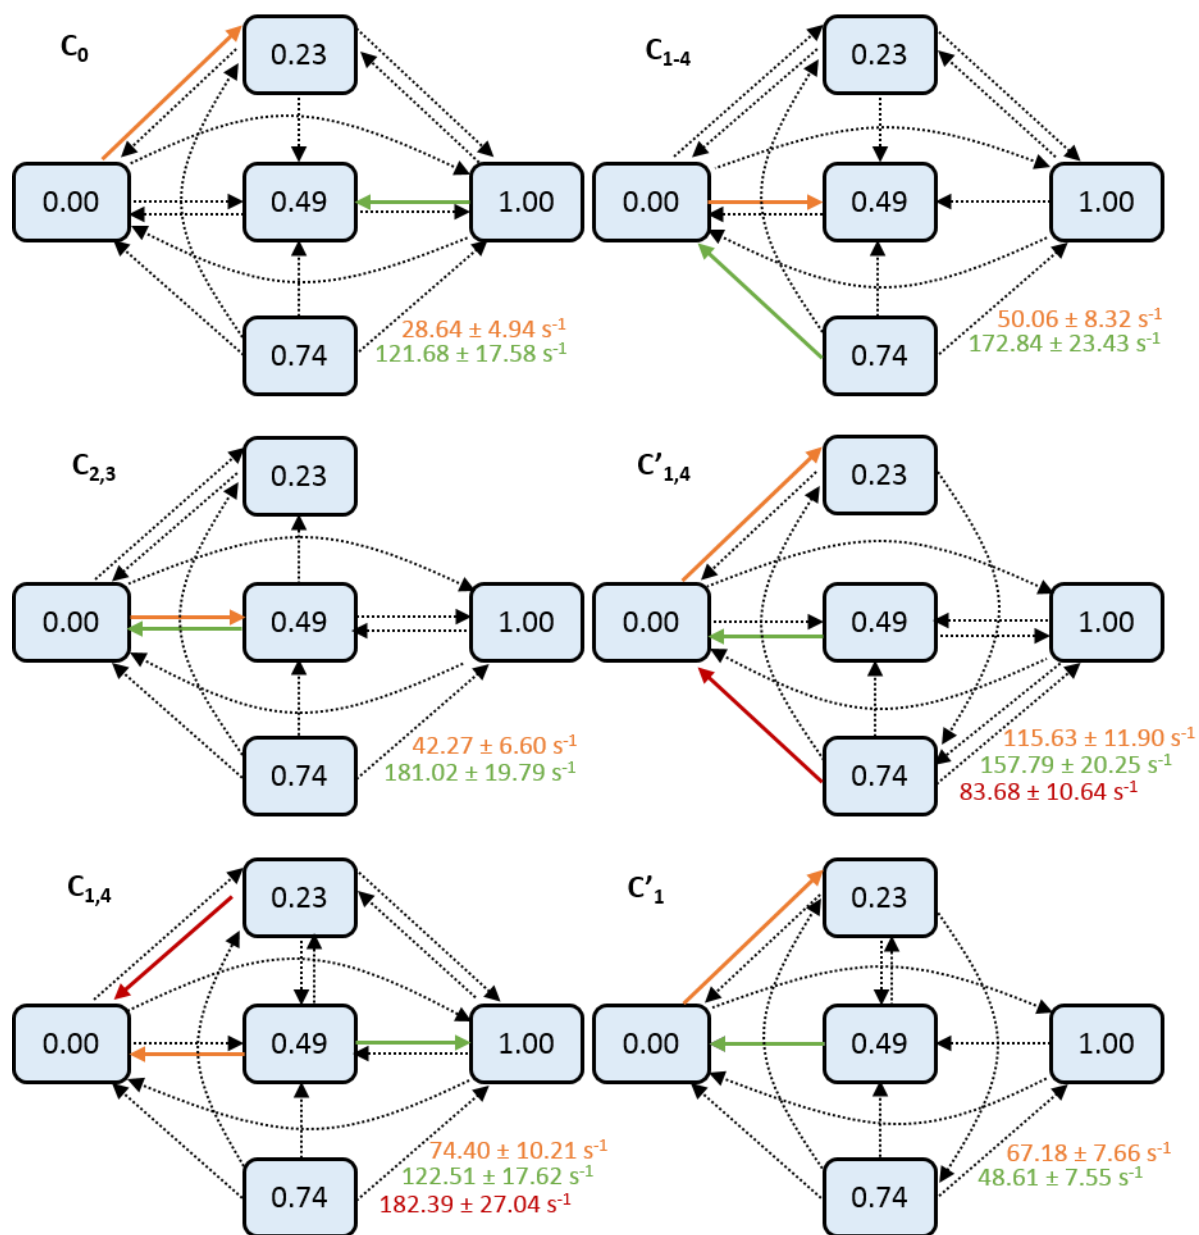 C0
0.23
0.00
0.49
1.00
0.74
28.64 ± 4.94 s-1
121.68 ± 17.58 s-1
C1-4
0.23
0.00
0.49
1.00
0.74
50.06 ± 8.32 s-1
172.84 ± 23.43 s-1
C2,3
0.23
0.00
0.49
1.00
0.74
42.27 ± 6.60 s-1
181.02 ± 19.79 s-1
C'1,4
0.23
0.00
0.49
1.00
0.74
115.63 ± 11.90 s-1
157.79 ± 20.25 s-1
83.68 ± 10.64 s-1
C1,4
0.23
0.00
0.49
1.00
0.74
74.40 ± 10.21 s-1
122.51 ± 17.62 s-1
182.39 ± 27.04 s-1
C'1
0.23
0.00
0.49
1.00
0.74
67.18 ± 7.66 s-1
48.61 ± 7.55 s-1